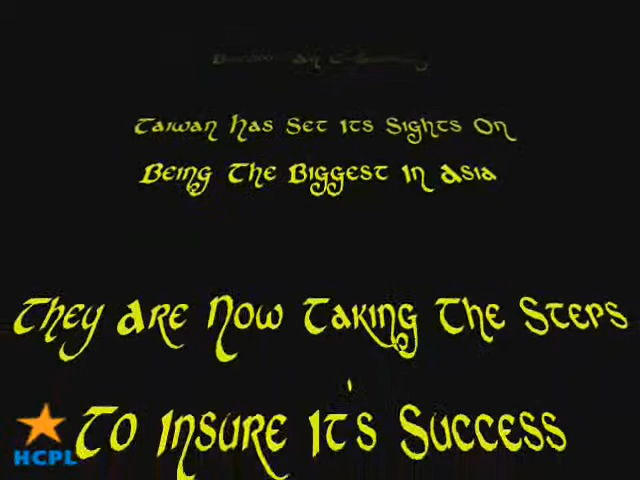 Taiwan Has Set Its Sights On
Being The Biggest In Asia
They Are Now Taking The Steps
To Insure It's Success
HCPL